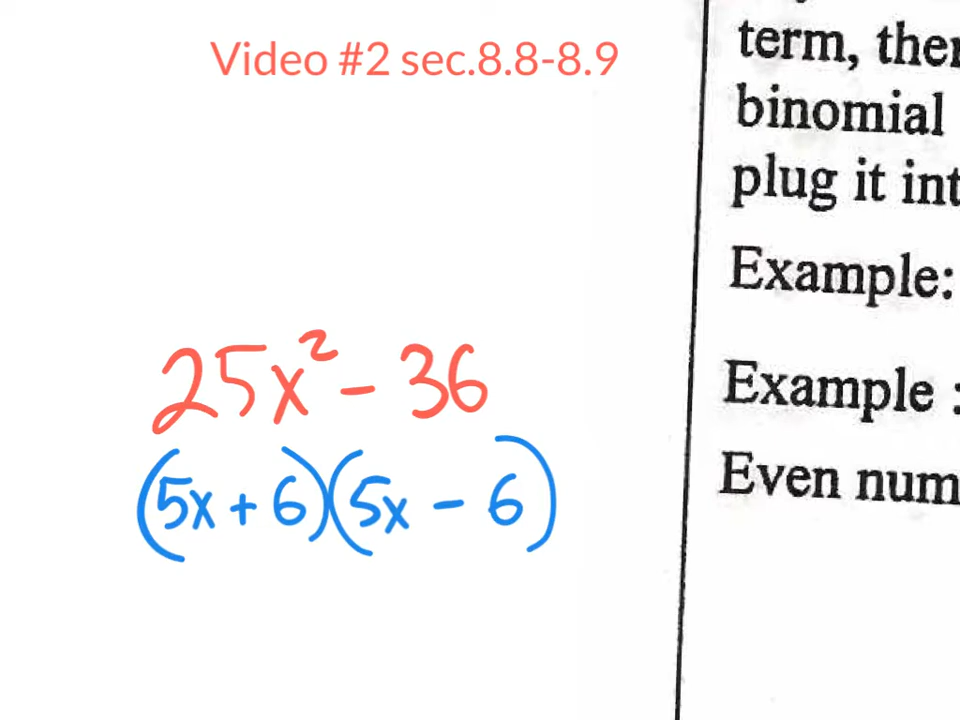 Video #2 sec.8.8-8.9
25x² - 36
(5x + 6)(5x - 6)
term, then
binomial
plug it int
Example:
Example :
Even num